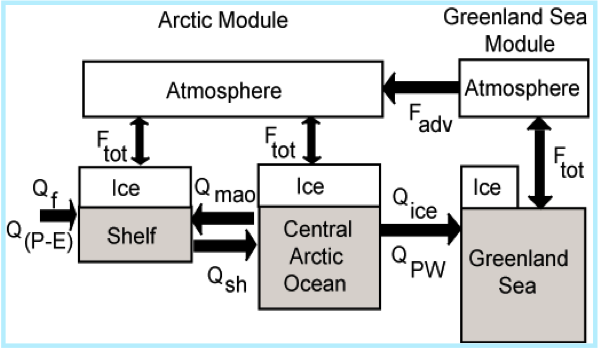 Arctic Module
Greenland Sea
Module
Atmosphere
Atmosphere
F_adv
F_tot
F_tot
F_tot
Ice
Ice
Ice
Q_f
Q_(P-E)
Q_mao
Q_ice
Shelf
Central
Arctic
Ocean
Q_sh
Q_PW
Greenland
Sea